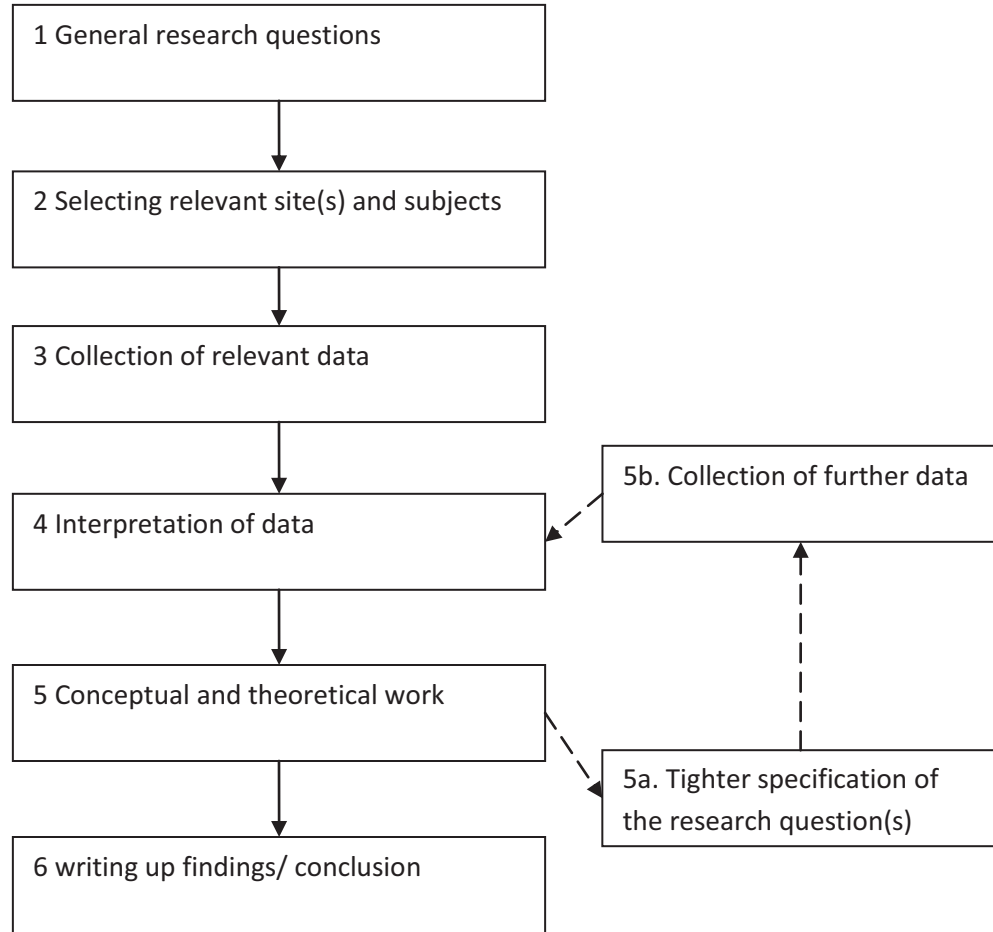 1 General research questions
2 Selecting relevant site(s) and subjects
3 Collection of relevant data
4 Interpretation of data
5b. Collection of further data
5 Conceptual and theoretical work
5a. Tighter specification of
the research question(s)
6 writing up findings/ conclusion